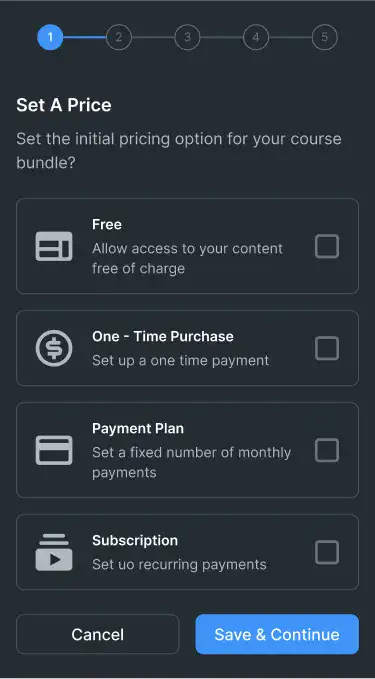 1 2 3 4 5
Set A Price
Set the initial pricing option for your course
bundle?
Free
Allow access to your content
free of charge
One - Time Purchase
Set up a one time payment
Payment Plan
Set a fixed number of monthly
payments
Subscription
Set uo recurring payments
Cancel Save & Continue